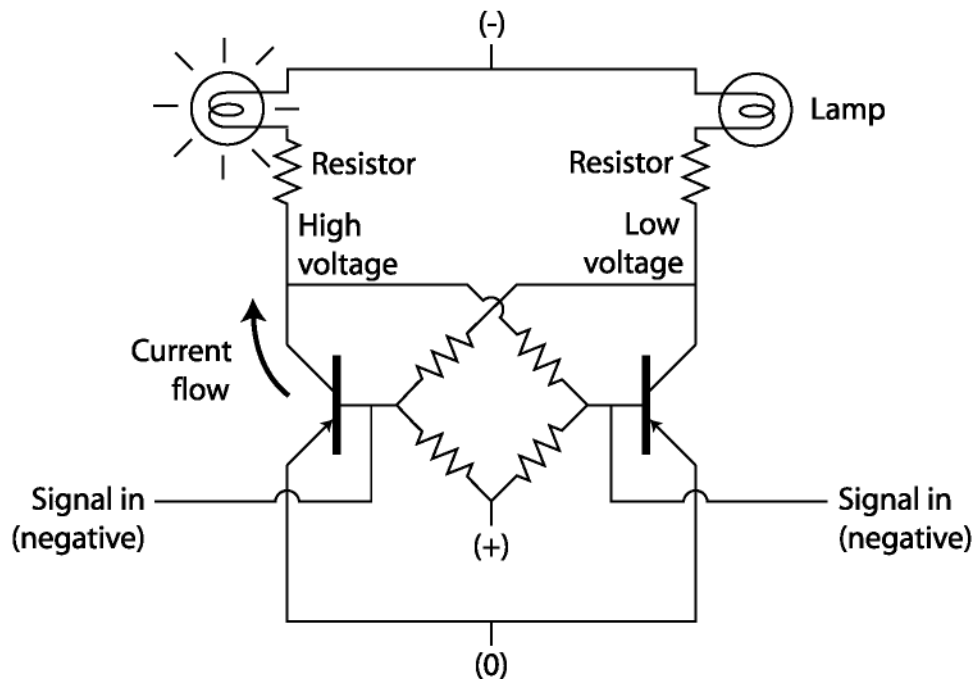 (-)
Lamp
Resistor
Resistor
High
voltage
Low
voltage
Current
flow
Signal in
(negative)
(+)
Signal in
(negative)
(0)